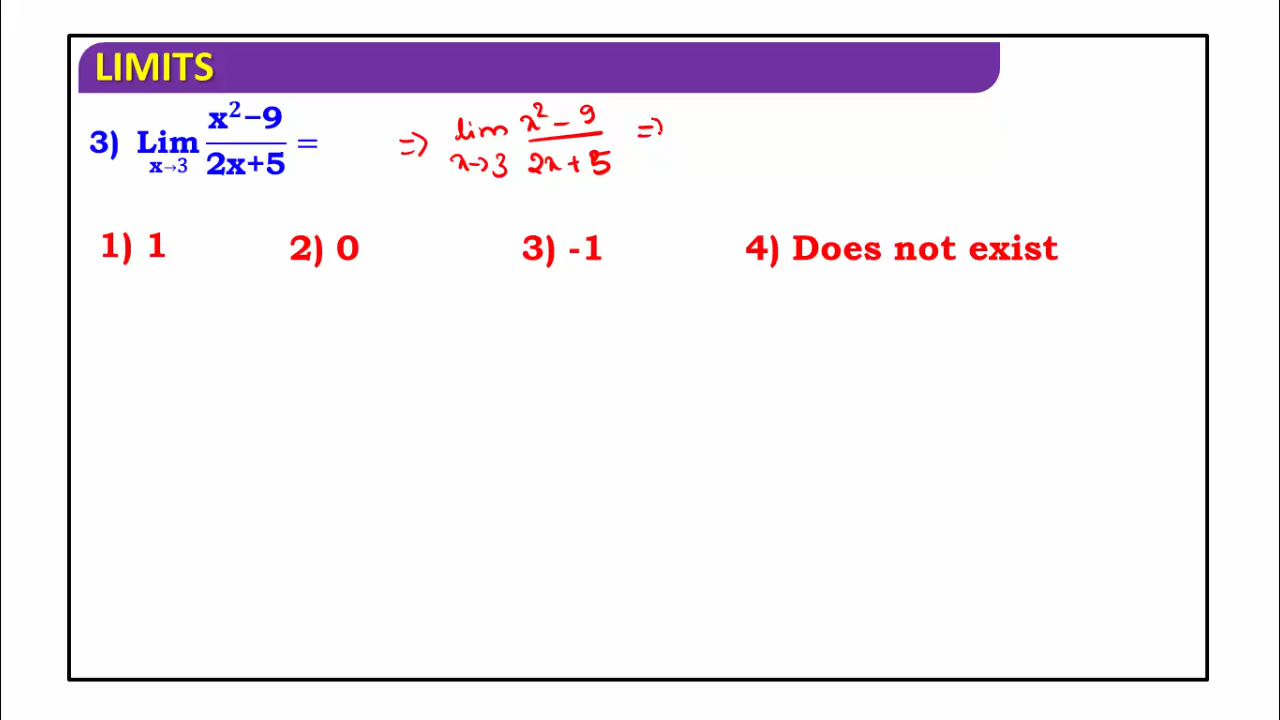 LIMITS
3) Lim x→3 x²−9 / 2x+5 = ⇒ lim x→3 x² − 9 / 2x + 5 ⇒
1) 1 2) 0 3) -1 4) Does not exist